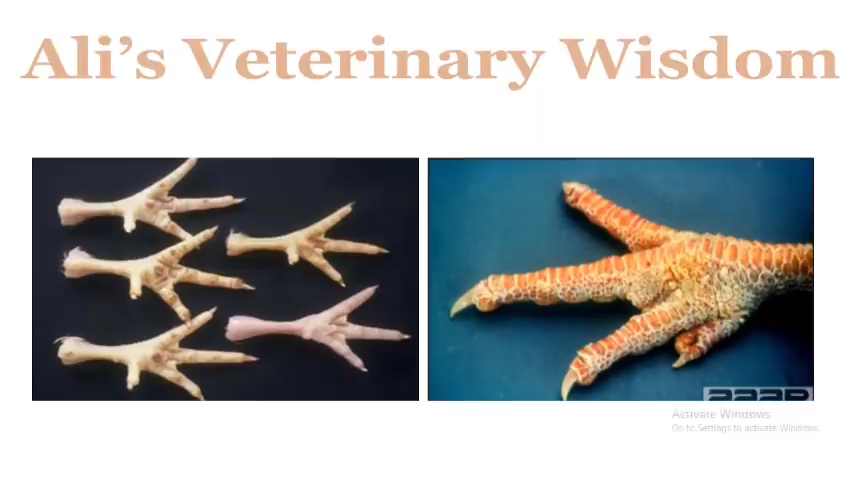 Ali's Veterinary Wisdom
Activate Windows
Go to Settings to activate Windows.